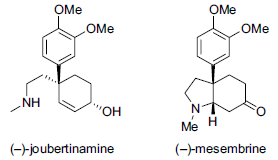 OMe OMe
OMe OMe
NH
OH
N
Me H O
(–)-joubertinamine (–)-mesembrine